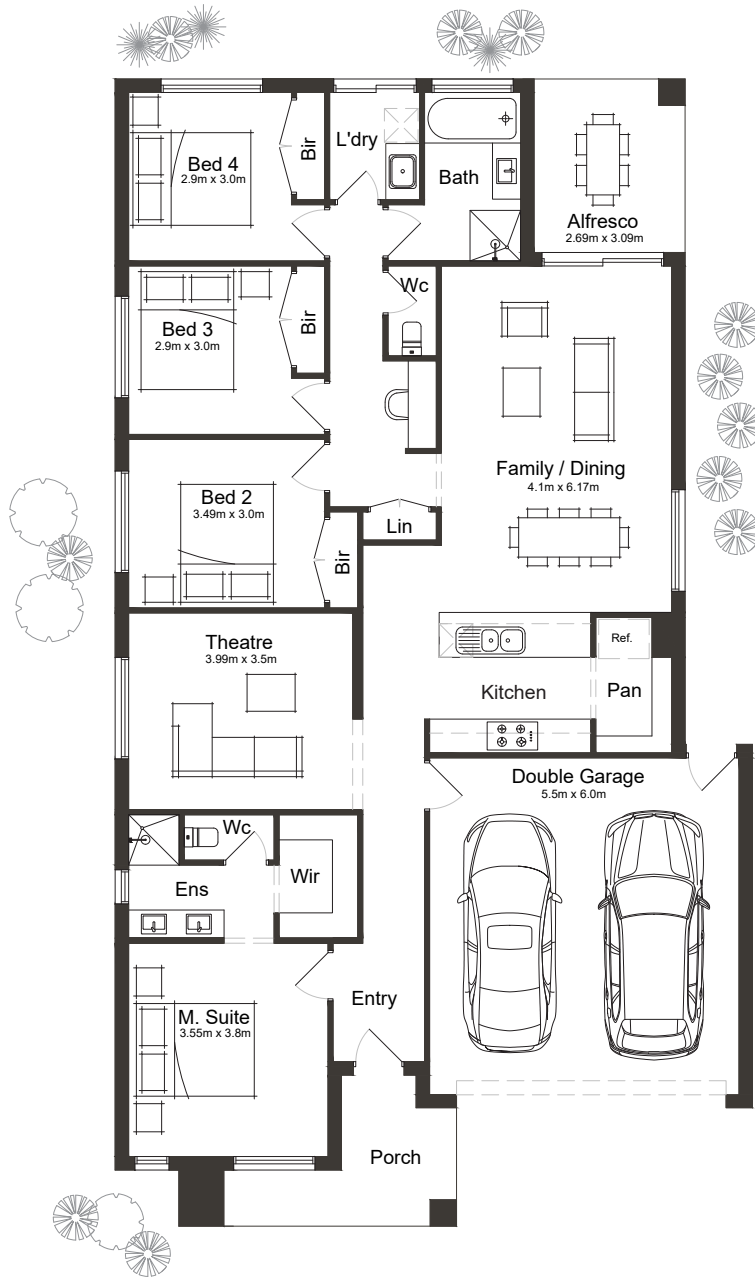 Bed 4
2.9m x 3.0m
Bir
L'dry
Bath
Alfresco
2.69m x 3.09m
Wc
Bed 3
2.9m x 3.0m
Bir
Family / Dining
4.1m x 6.17m
Bed 2
3.49m x 3.0m
Bir
Lin
Theatre
3.99m x 3.5m
Ref.
Kitchen
Pan
Double Garage
5.5m x 6.0m
Wc
Ens
Wir
M. Suite
3.55m x 3.8m
Entry
Porch